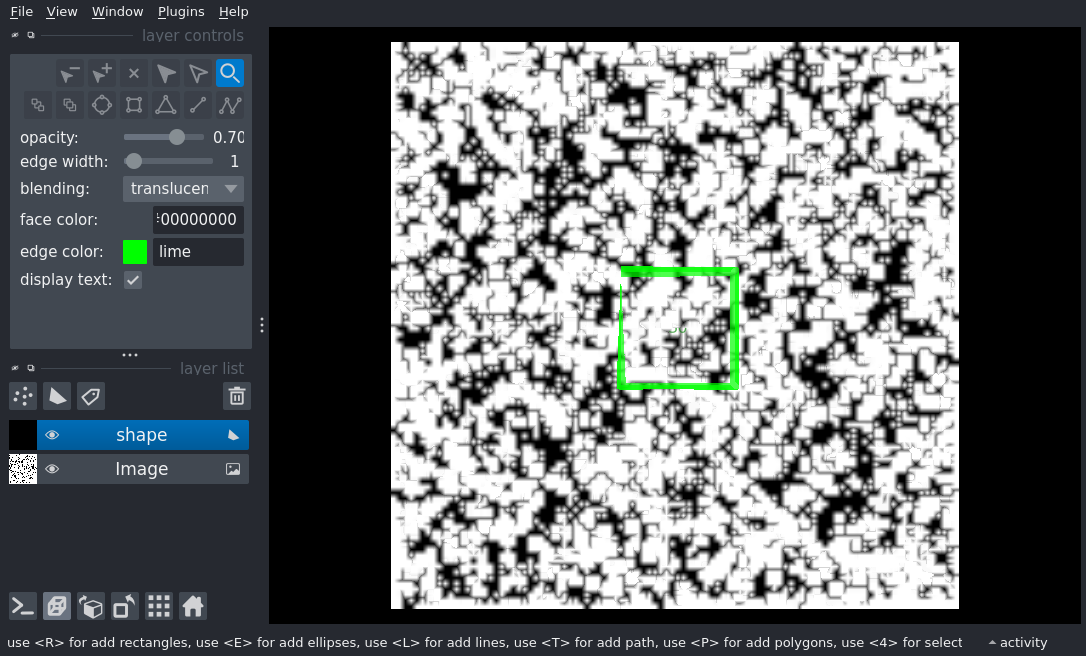 File View Window Plugins Help
layer controls
opacity: 0.70
edge width: 1
blending: translucen
face color: 00000000
edge color: lime
display text:
layer list
shape
Image
use <R> for add rectangles, use <E> for add ellipses, use <L> for add lines, use <T> for add path, use <P> for add polygons, use <4> for select
activity